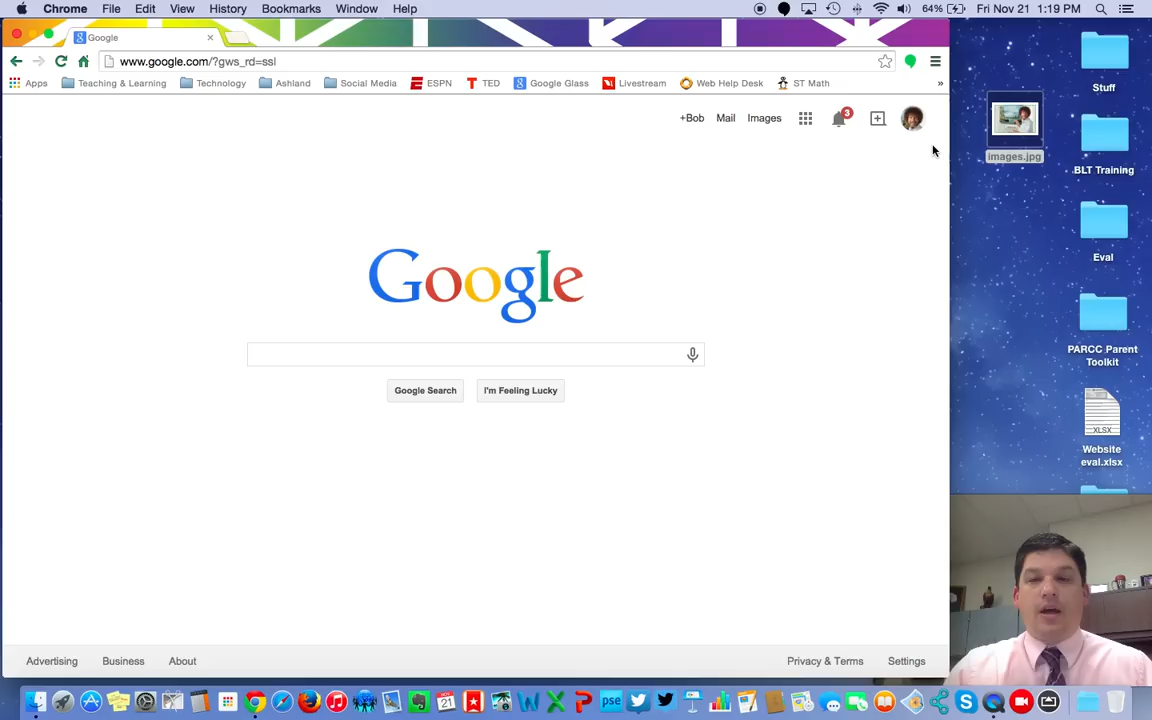 Chrome File Edit View History Bookmarks Window Help 64% Fri Nov 21 1:19 PM
Google
www.google.com/?gws_rd=ssl
Apps Teaching & Learning Technology Ashland Social Media ESPN TED Google Glass Livestream Web Help Desk ST Math »
+Bob Mail Images 3
Google
Google Search I'm Feeling Lucky
Advertising Business About Privacy & Terms Settings
images.jpg
Stuff
BLT Training
Eval
PARCC Parent
Toolkit
XLSX
Website
eval.xlsx
21 pse